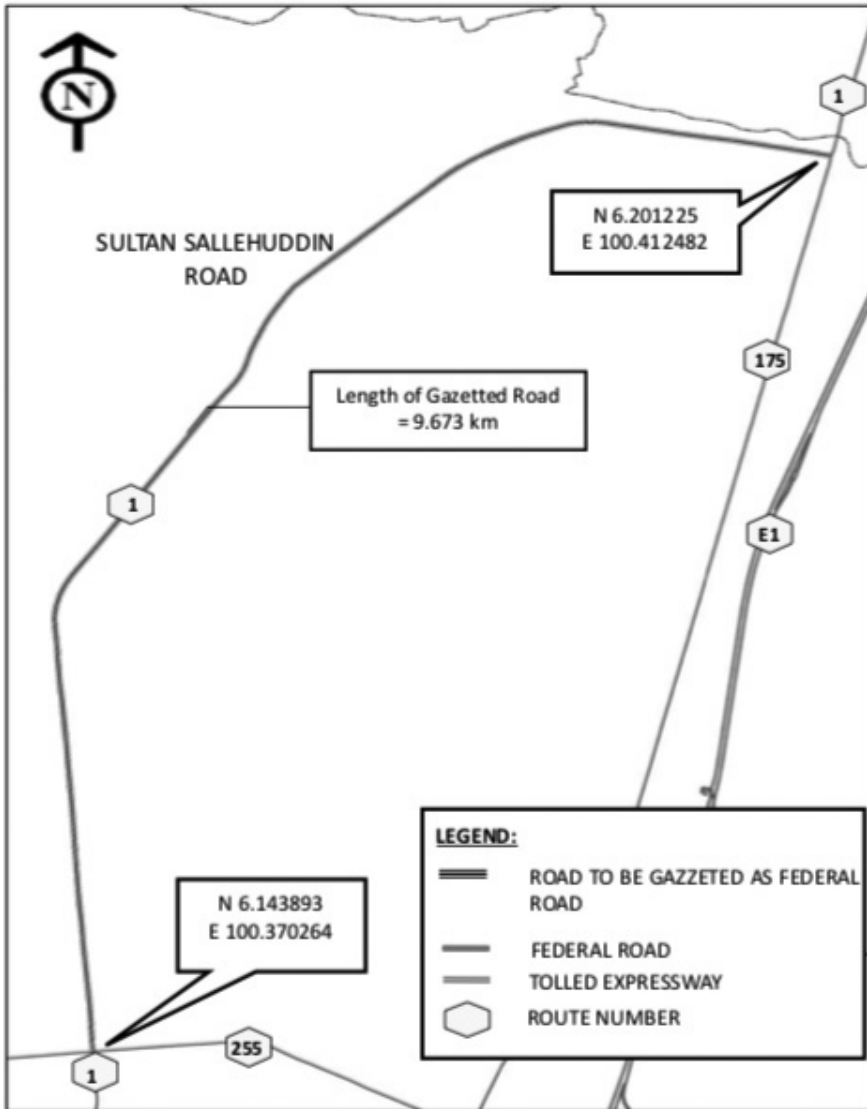 N
1
N 6.201225
E 100.412482
SULTAN SALLEHUDDIN
ROAD
175
Length of Gazetted Road
= 9.673 km
1
E1
LEGEND:
ROAD TO BE GAZZETED AS FEDERAL
ROAD
FEDERAL ROAD
TOLLED EXPRESSWAY
ROUTE NUMBER
N 6.143893
E 100.370264
255
1